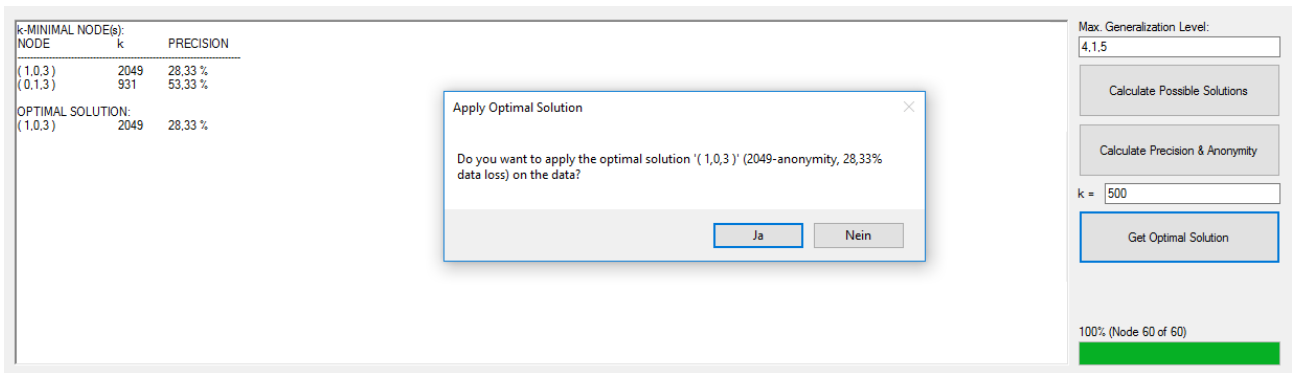 k-MINIMAL NODE(s):
NODE k PRECISION
( 1,0,3 ) 2049 28,33 %
( 0,1,3 ) 931 53,33 %
OPTIMAL SOLUTION:
( 1,0,3 ) 2049 28,33 %
Apply Optimal Solution
Do you want to apply the optimal solution '( 1,0,3 )' (2049-anonymity, 28,33%
data loss) on the data?
Ja
Nein
Max. Generalization Level:
4,1,5
Calculate Possible Solutions
Calculate Precision & Anonymity
k = 500
Get Optimal Solution
100% (Node 60 of 60)